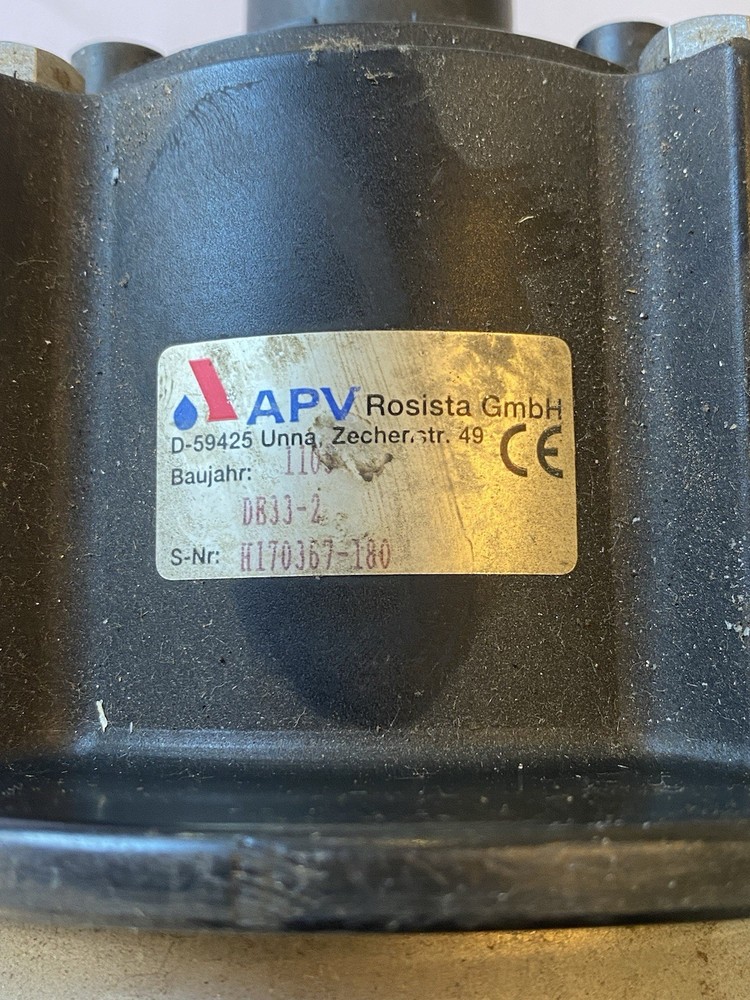 APV Rosista GmbH
D-59425 Unna, Zecherstr. 49
CE
Baujahr:
DB33-2
S-Nr: H170367-180